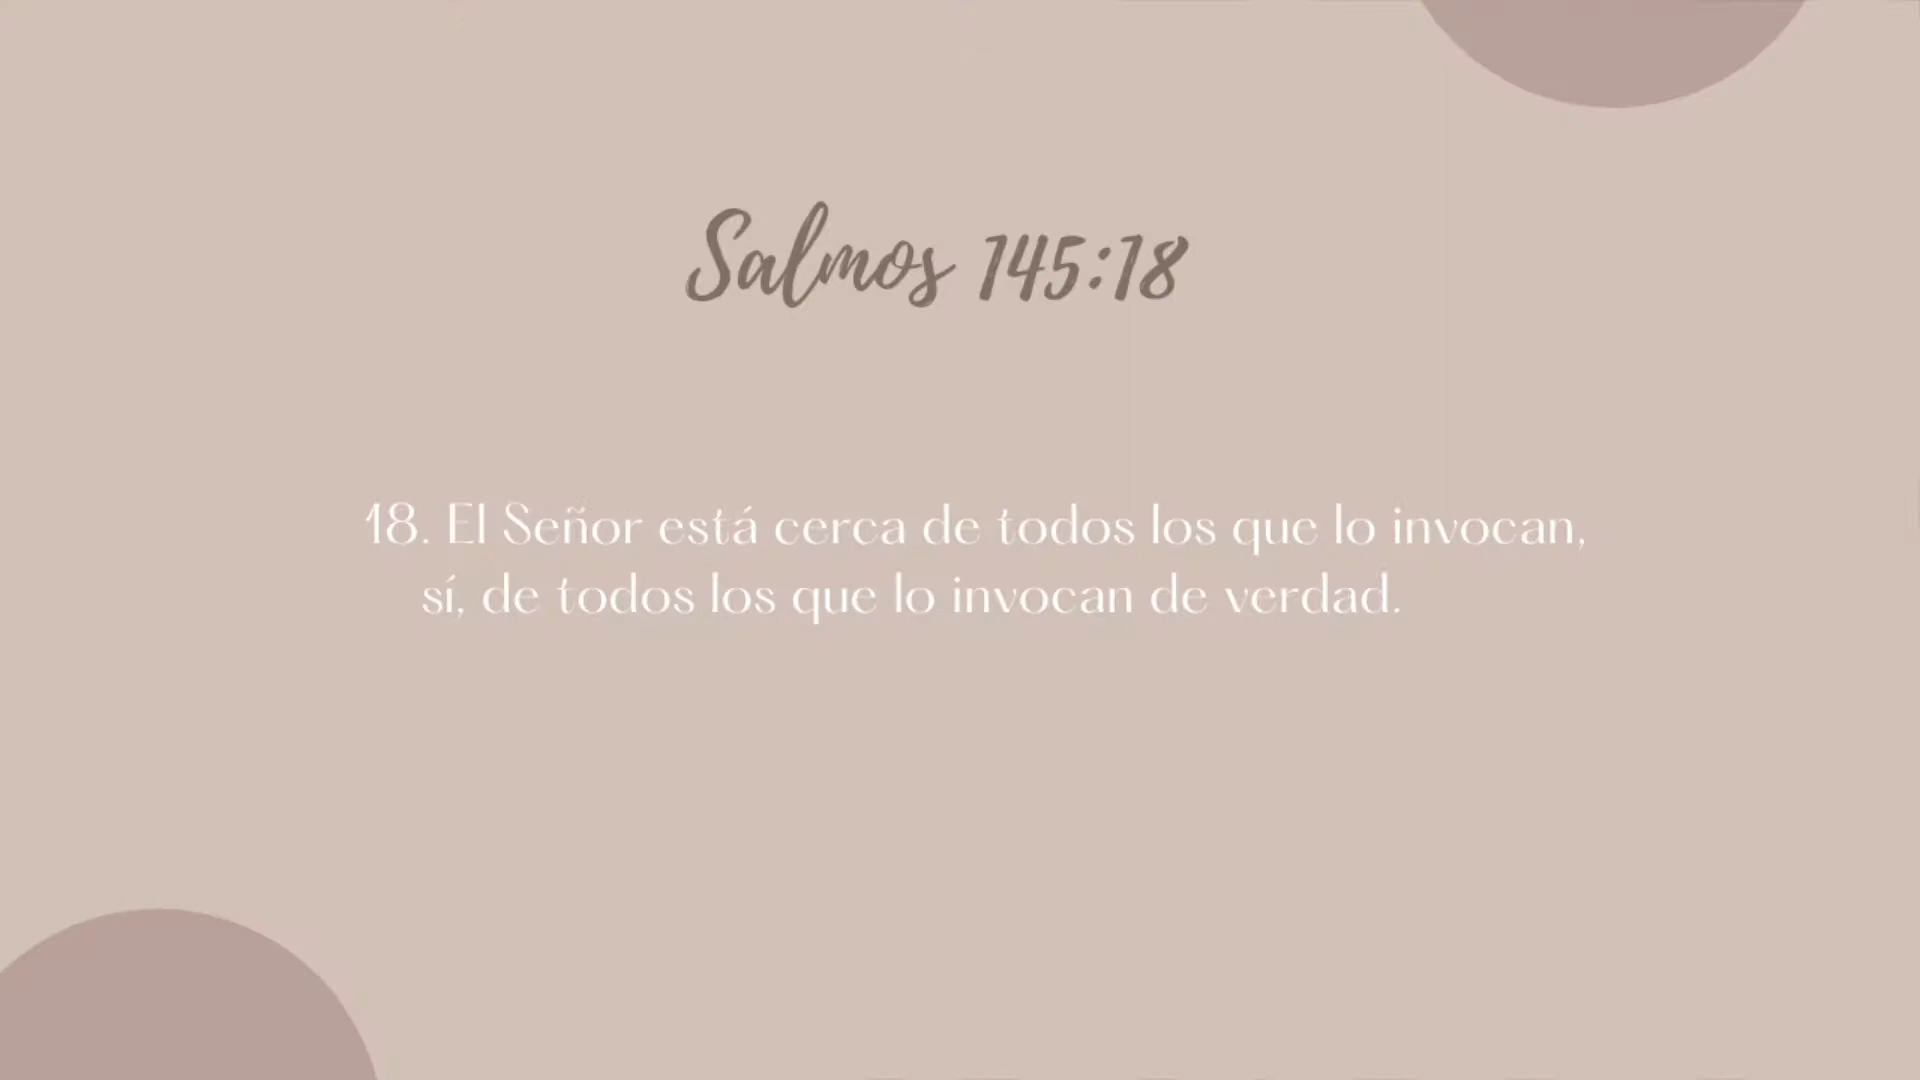 Salmos 145:18
18. El Señor está cerca de todos los que lo invocan,
sí, de todos los que lo invocan de verdad.